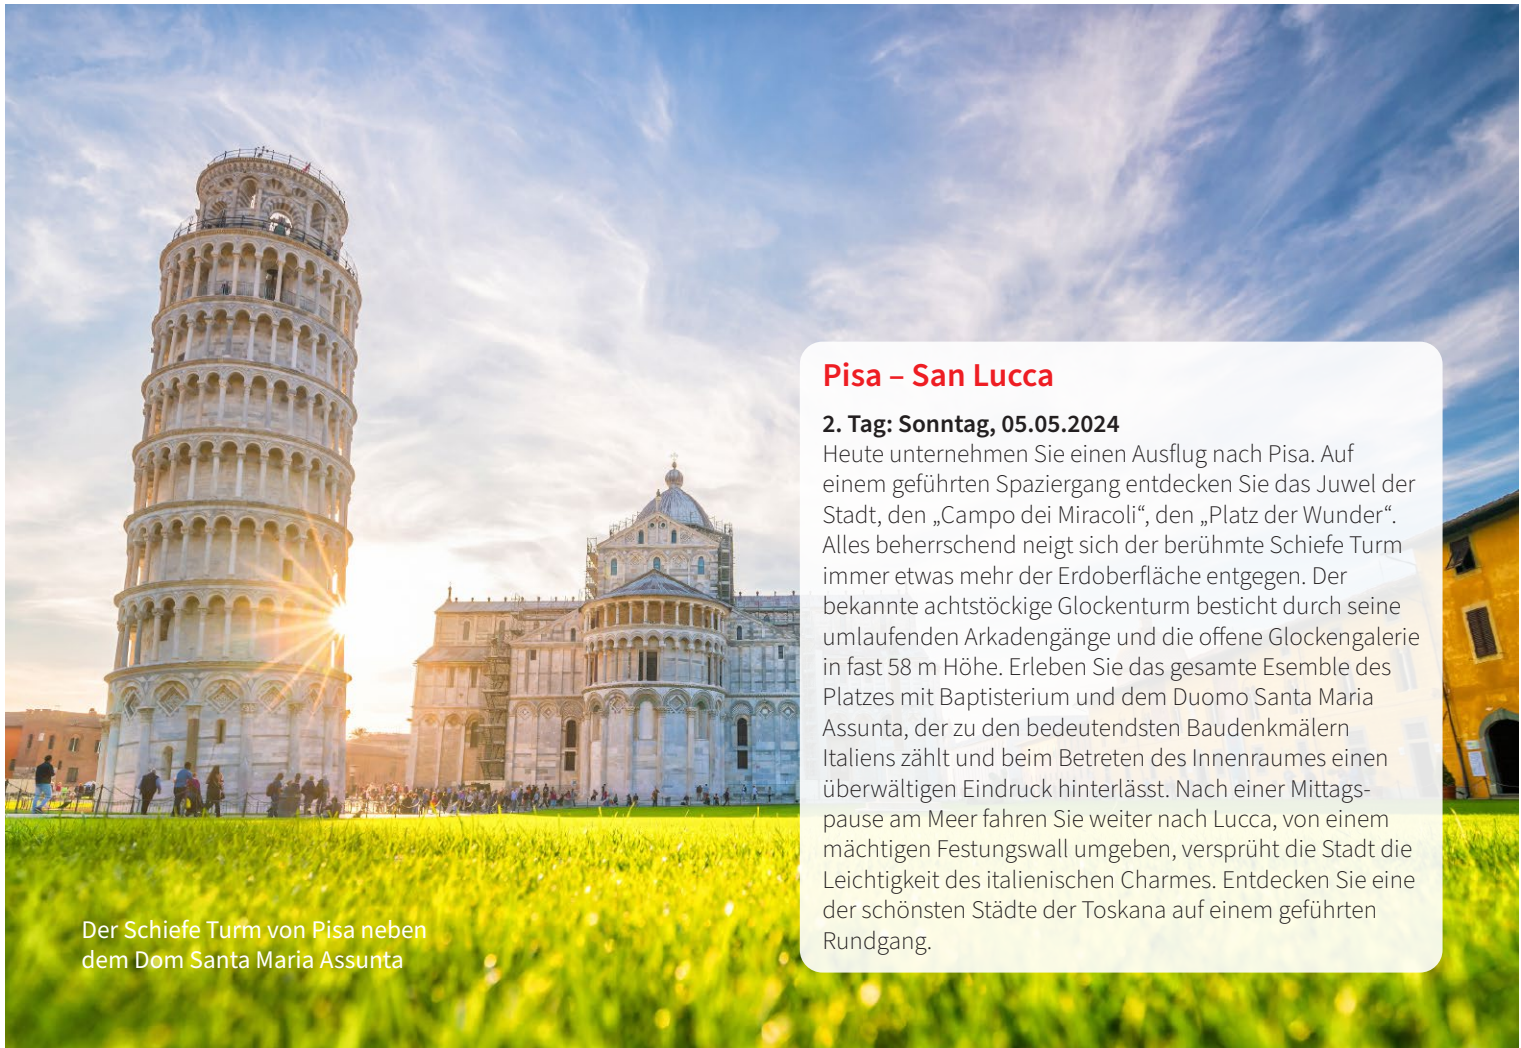 Pisa – San Lucca
2. Tag: Sonntag, 05.05.2024
Heute unternehmen Sie einen Ausflug nach Pisa. Auf
einem geführten Spaziergang entdecken Sie das Juwel der
Stadt, den „Campo dei Miracoli“, den „Platz der Wunder“.
Alles beherrschend neigt sich der berühmte Schiefe Turm
immer etwas mehr der Erdoberfläche entgegen. Der
bekannte achtstöckige Glockenturm besticht durch seine
umlaufenden Arkadengänge und die offene Glockengalerie
in fast 58 m Höhe. Erleben Sie das gesamte Esemble des
Platzes mit Baptisterium und dem Duomo Santa Maria
Assunta, der zu den bedeutendsten Baudenkmälern
Italiens zählt und beim Betreten des Innenraumes einen
überwältigen Eindruck hinterlässt. Nach einer Mittags-
pause am Meer fahren Sie weiter nach Lucca, von einem
mächtigen Festungswall umgeben, versprüht die Stadt die
Leichtigkeit des italienischen Charmes. Entdecken Sie eine
der schönsten Städte der Toskana auf einem geführten
Rundgang.
Der Schiefe Turm von Pisa neben
dem Dom Santa Maria Assunta